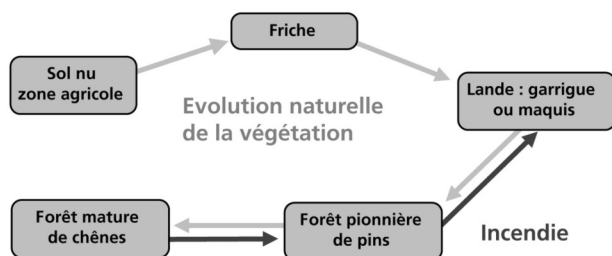 Friche
Sol nu
zone agricole
Lande : garrigue
ou maquis
Evolution naturelle
de la végétation
Forêt mature
de chênes
Forêt pionnière
de pins
Incendie